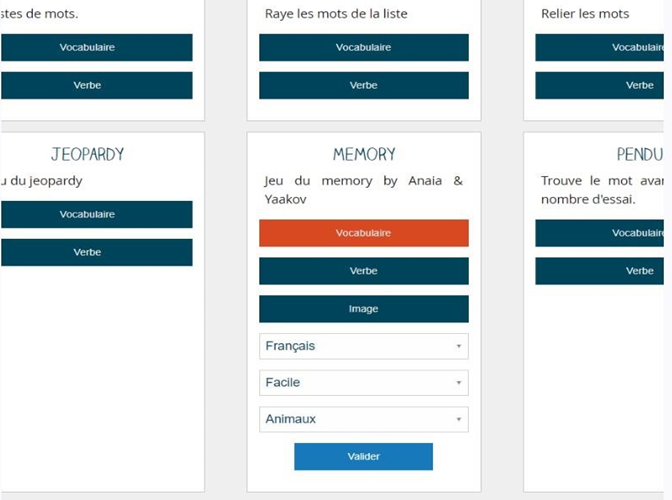 stes de mots.
Vocabulaire
Verbe
Raye les mots de la liste
Vocabulaire
Verbe
Relier les mots
Vocabulaire
Verbe
JEOPARDY
u du jeopardy
Vocabulaire
Verbe
MEMORY
Jeu du memory by Anaia &
Yaakov
Vocabulaire
Verbe
Image
Français
Facile
Animaux
Valider
PENDU
Trouve le mot avan
nombre d'essai.
Vocabulaire
Verbe